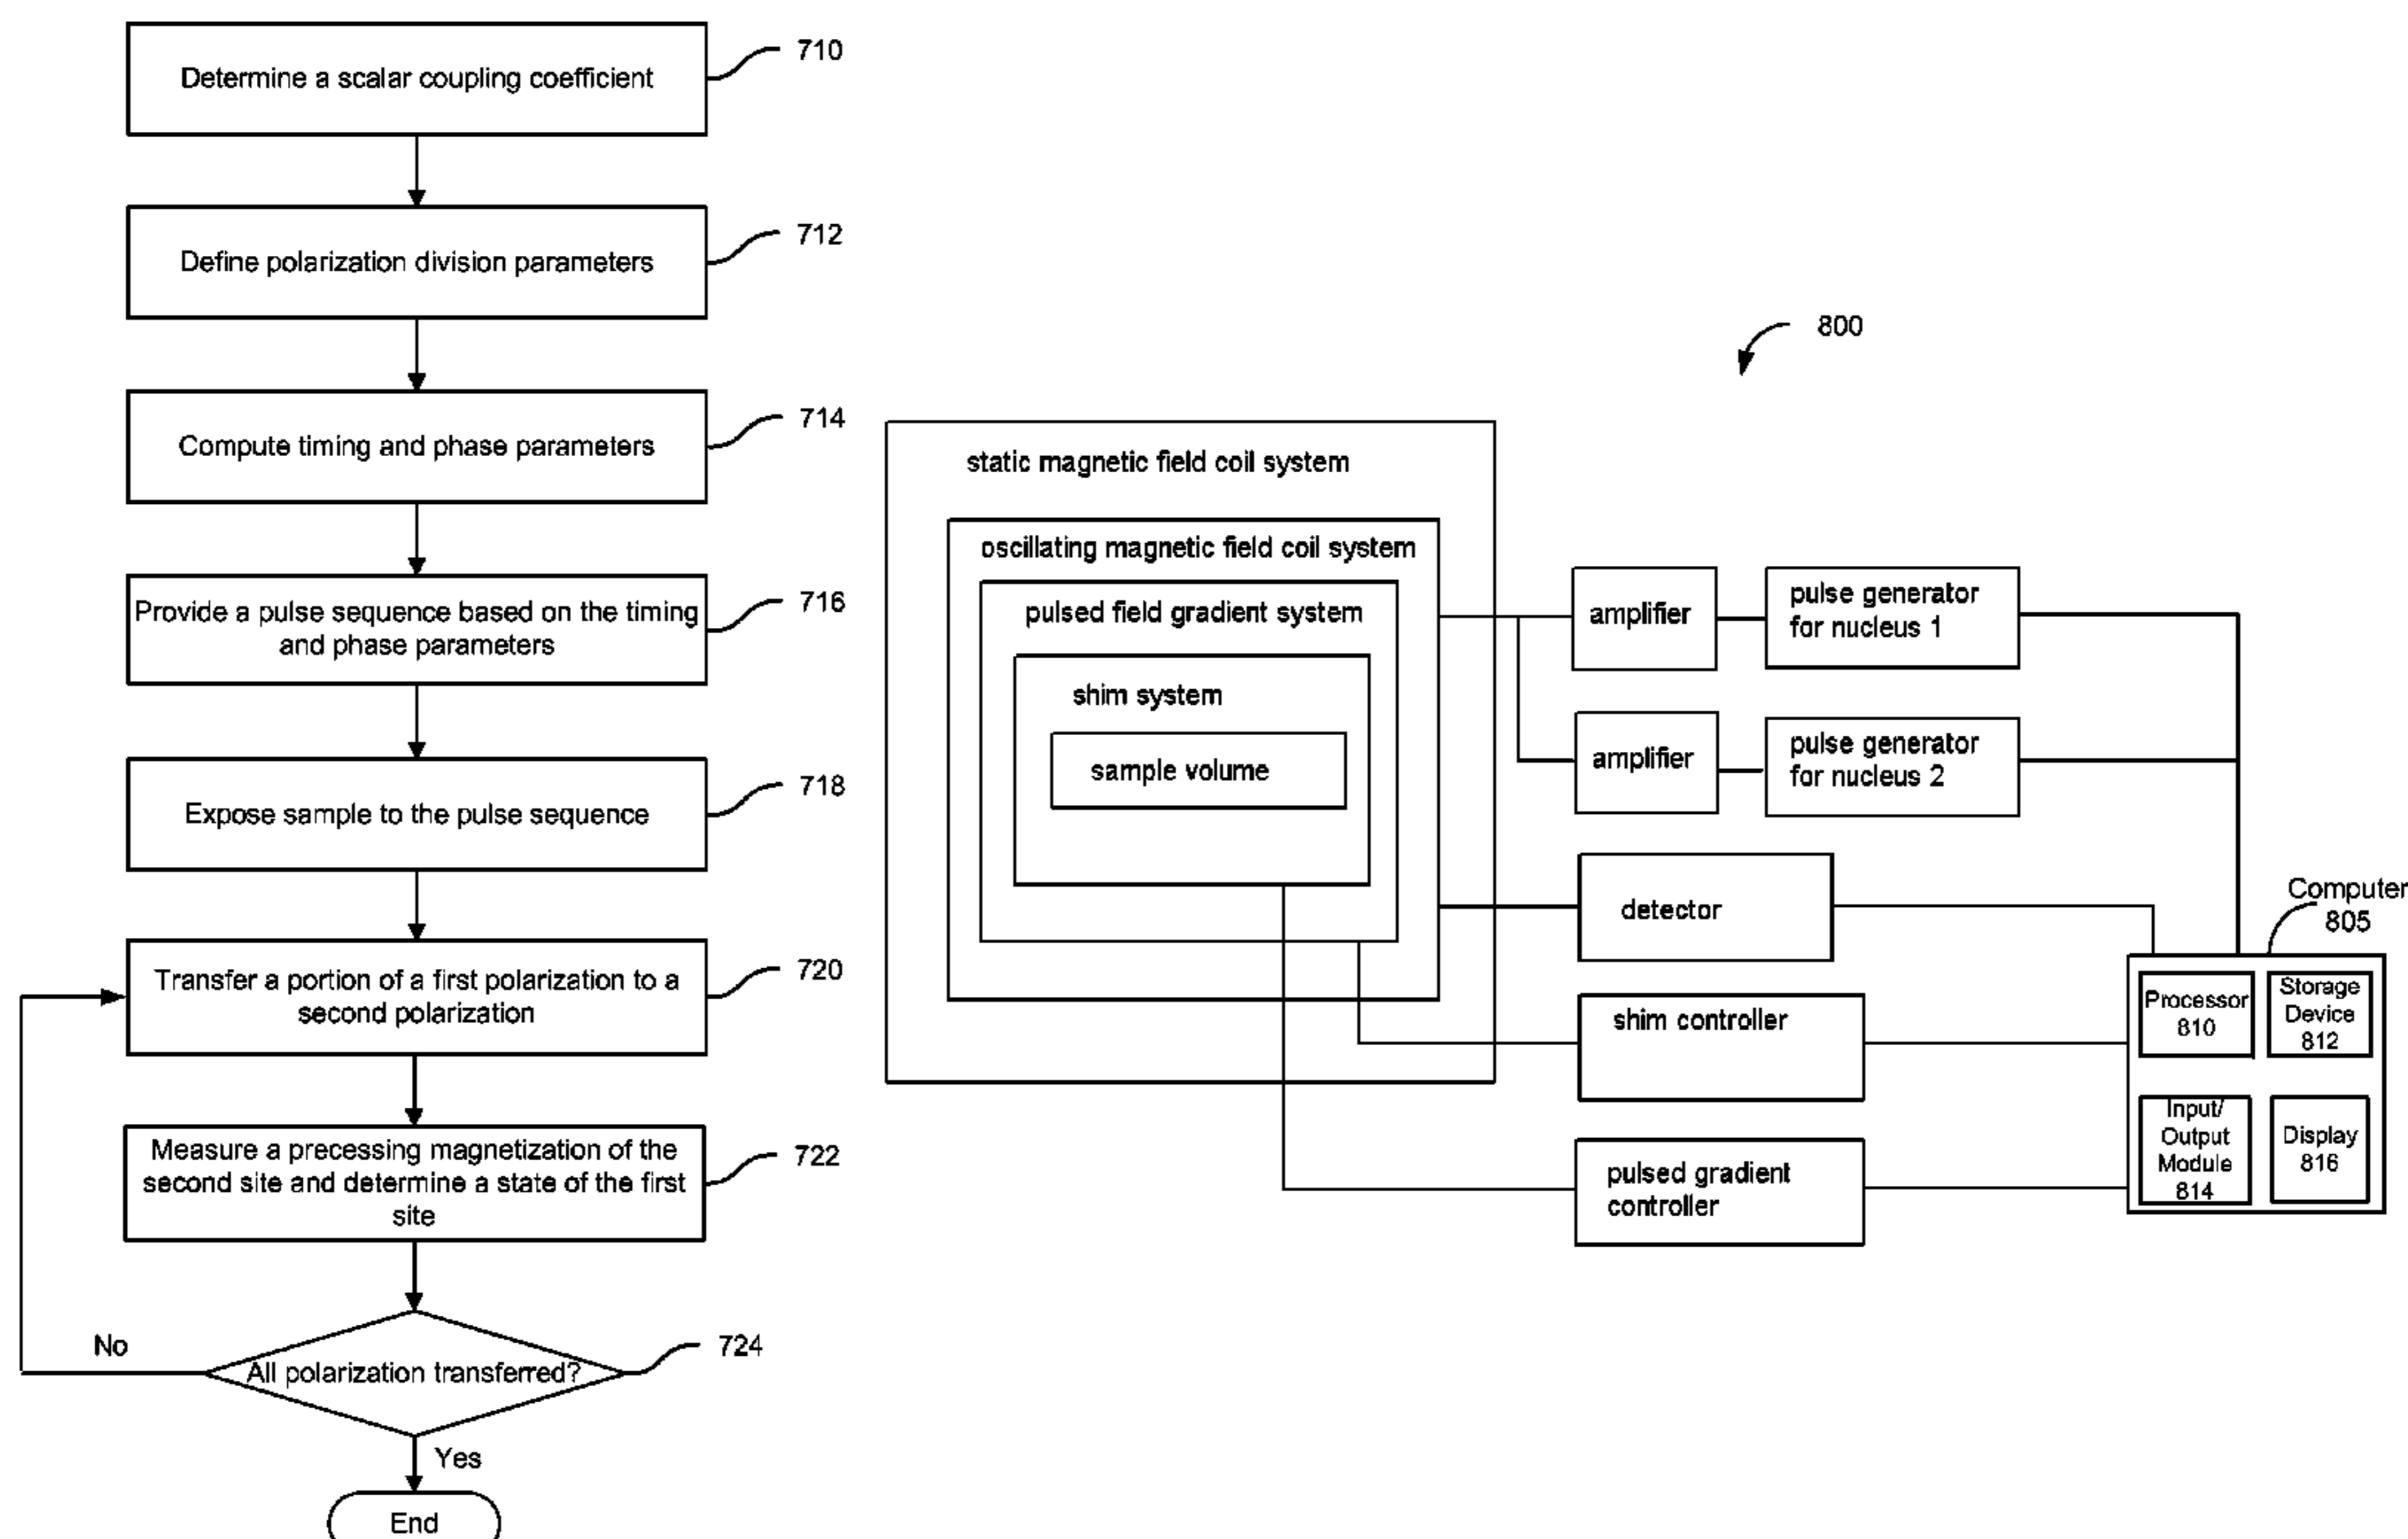 Determine a scalar coupling coefficient
710
Define polarization division parameters
712
Compute timing and phase parameters
714
Provide a pulse sequence based on the timing
and phase parameters
716
Expose sample to the pulse sequence
718
Transfer a portion of a first polarization to a
second polarization
720
Measure a precessing magnetization of the
second site and determine a state of the first
site
722
All polarization transferred?
724
No
Yes
End
800
static magnetic field coil system
oscillating magnetic field coil system
pulsed field gradient system
shim system
sample volume
amplifier
pulse generator
for nucleus 1
amplifier
pulse generator
for nucleus 2
detector
shim controller
pulsed gradient
controller
Computer
805
Processor
810
Storage
Device
812
Input/
Output
Module
814
Display
816